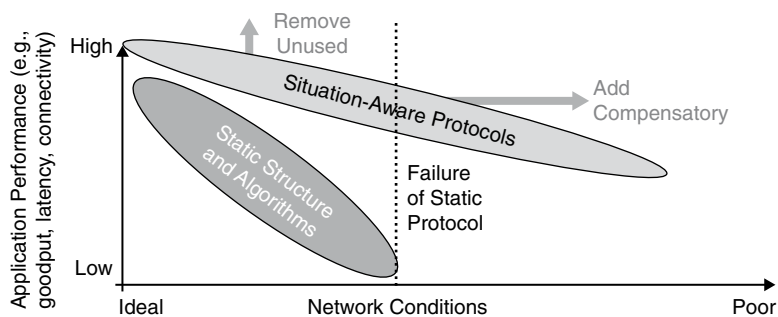 Application Performance (e.g.,
goodput, latency, connectivity)
High
Low
Remove
Unused
Situation-Aware Protocols
Add
Compensatory
Static Structure
and Algorithms
Failure
of Static
Protocol
Ideal
Network Conditions
Poor